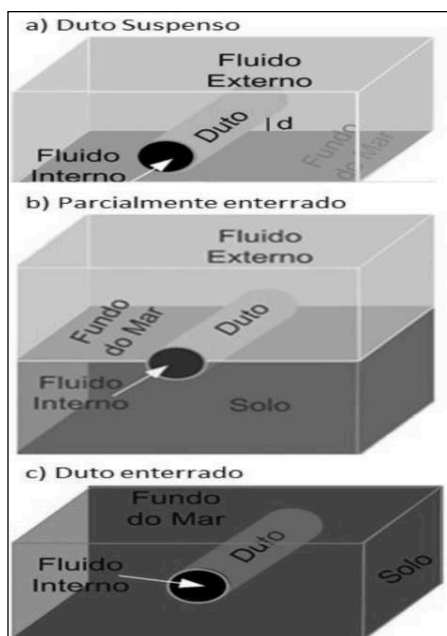 a) Duto Suspenso
Fluido
Externo
Duto
d
Fluido
Interno
Fundo
do Mar
b) Parcialmente enterrado
Fluido
Externo
Fundo
do Mar
Duto
Fluido
Interno
Solo
c) Duto enterrado
Fundo
do Mar
Duto
Fluido
Interno
Solo